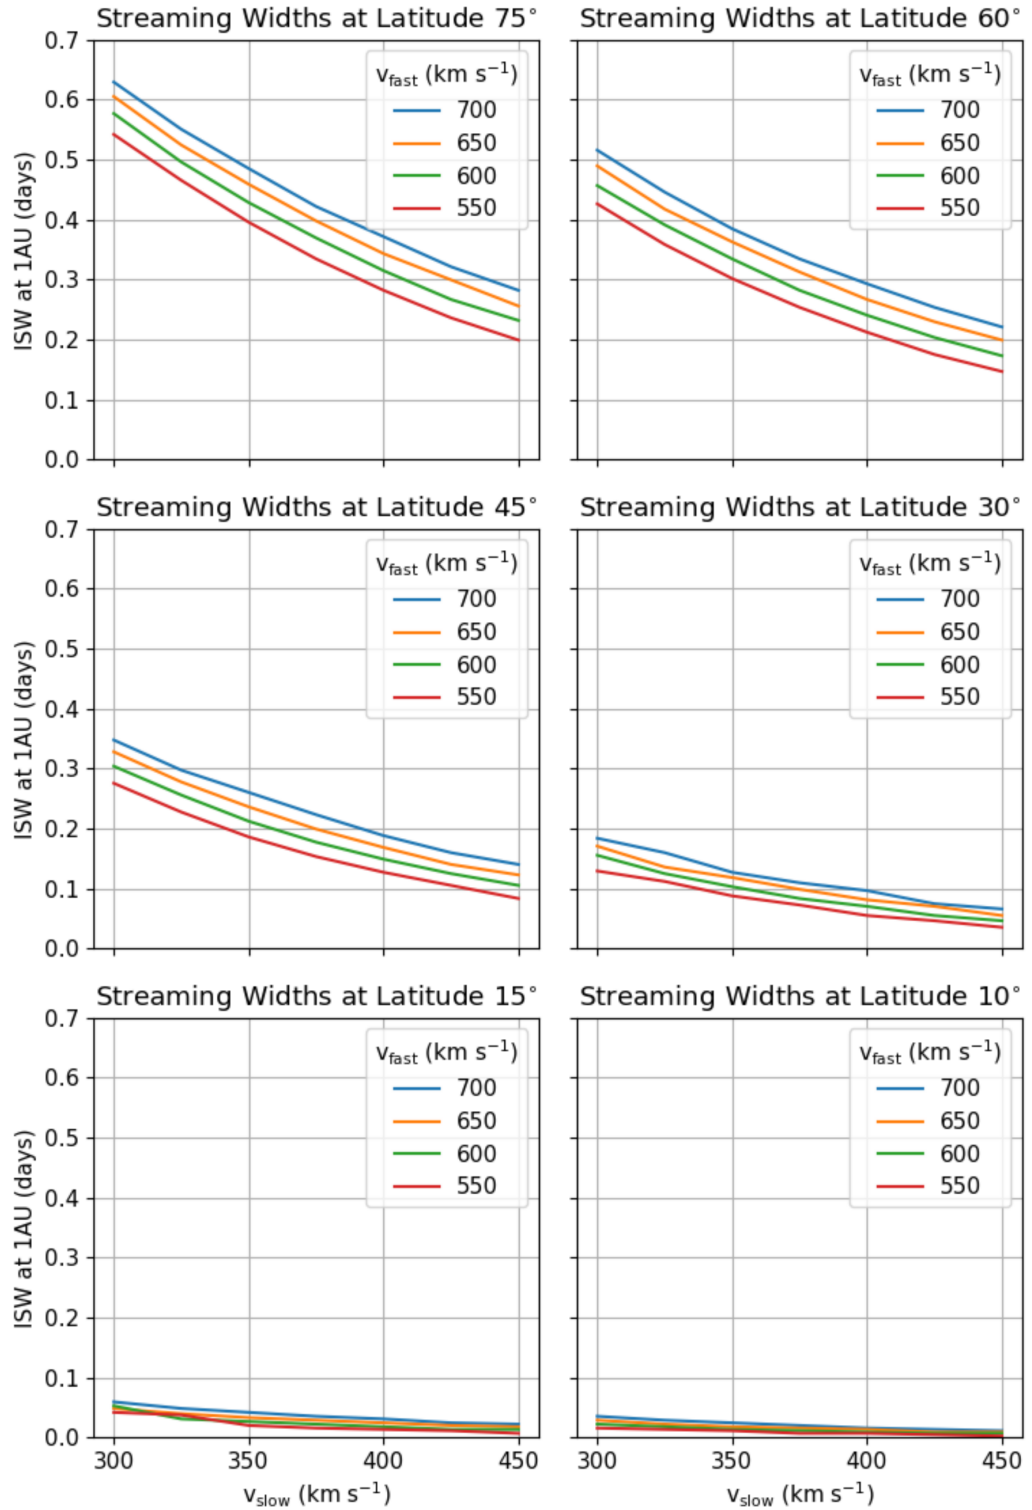 Streaming Widths at Latitude 75°
Streaming Widths at Latitude 60°
ISW at 1AU (days)
0.7
0.6
0.5
0.4
0.3
0.2
0.1
0.0
v_fast (km s⁻¹)
700
650
600
550
v_fast (km s⁻¹)
700
650
600
550
Streaming Widths at Latitude 45°
Streaming Widths at Latitude 30°
ISW at 1AU (days)
0.7
0.6
0.5
0.4
0.3
0.2
0.1
0.0
v_fast (km s⁻¹)
700
650
600
550
v_fast (km s⁻¹)
700
650
600
550
Streaming Widths at Latitude 15°
Streaming Widths at Latitude 10°
ISW at 1AU (days)
0.7
0.6
0.5
0.4
0.3
0.2
0.1
0.0
v_fast (km s⁻¹)
700
650
600
550
v_fast (km s⁻¹)
700
650
600
550
300 350 400 450
300 350 400 450
v_slow (km s⁻¹)
v_slow (km s⁻¹)